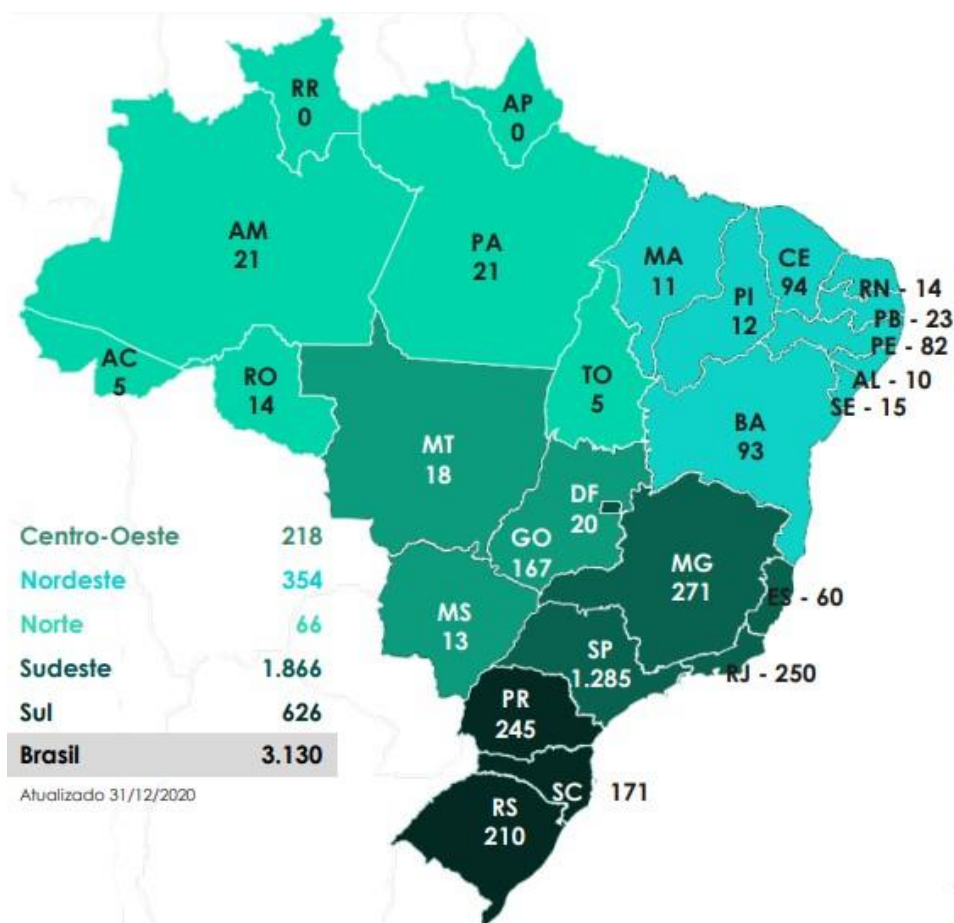 RR
0
AP
0
AM
21
PA
21
MA
11
PI
12
CE
94
RN - 14
PB - 23
PE - 82
AL - 10
SE - 15
AC
5
RO
14
TO
5
BA
93
MT
18
DF
20
GO
167
MG
271
ES - 60
MS
13
SP
1.285
RJ - 250
PR
245
SC 171
RS
210
Centro-Oeste 218
Nordeste 354
Norte 66
Sudeste 1.866
Sul 626
Brasil 3.130
Atualizado 31/12/2020